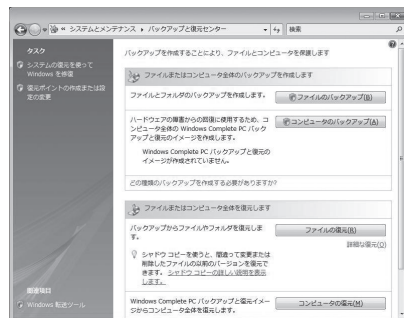 « システムとメンテナンス ▸ バックアップと復元センター
検索
タスク
システムの復元を使って
Windows を修復
復元ポイントの作成または設
定の変更
関連項目
Windows 転送ツール
バックアップを作成することにより、ファイルとコンピュータを保護します
ファイルまたはコンピュータ全体のバックアップを作成します
ファイルとフォルダのバックアップを作成します。
ファイルのバックアップ(B)
ハードウェアの障害からの回復に使用するため、コ
ンピュータ全体の Windows Complete PC バック
アップと復元のイメージを作成します。
コンピュータのバックアップ(A)
Windows Complete PC バックアップと復元の
イメージが作成されていません。
どの種類のバックアップを作成する必要がありますか?
ファイルまたはコンピュータ全体を復元します
バックアップからファイルやフォルダを復元しま
す。
ファイルの復元(R)
詳細な復元(D)
シャドウ コピーを使うと、間違って変更または
削除したファイルの以前のバージョンを復元で
きます。 シャドウ コピーの詳しい説明を表示
します。
Windows Complete PC バックアップと復元イメー
ジからコンピュータ全体を復元します。
コンピュータの復元(M)